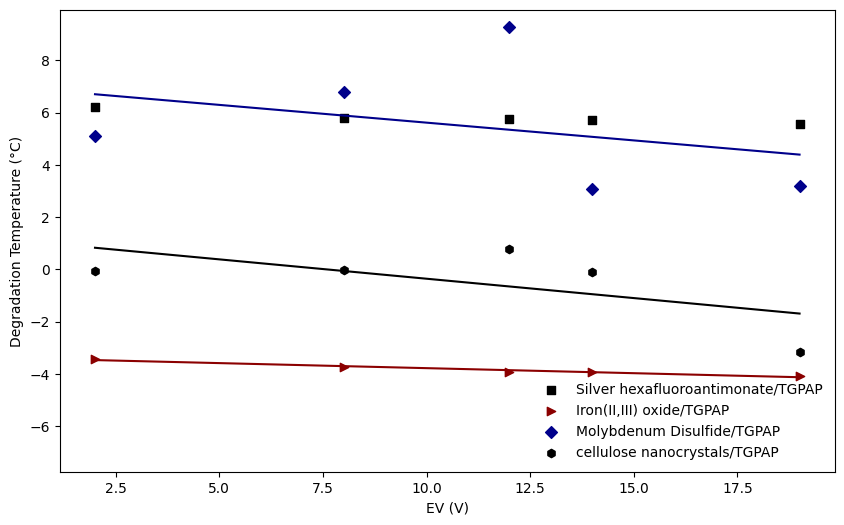 8
6
4
2
0
−2
−4
−6
Degradation Temperature (°C)
2.5 5.0 7.5 10.0 12.5 15.0 17.5
EV (V)
Silver hexafluoroantimonate/TGPAP
Iron(II,III) oxide/TGPAP
Molybdenum Disulfide/TGPAP
cellulose nanocrystals/TGPAP